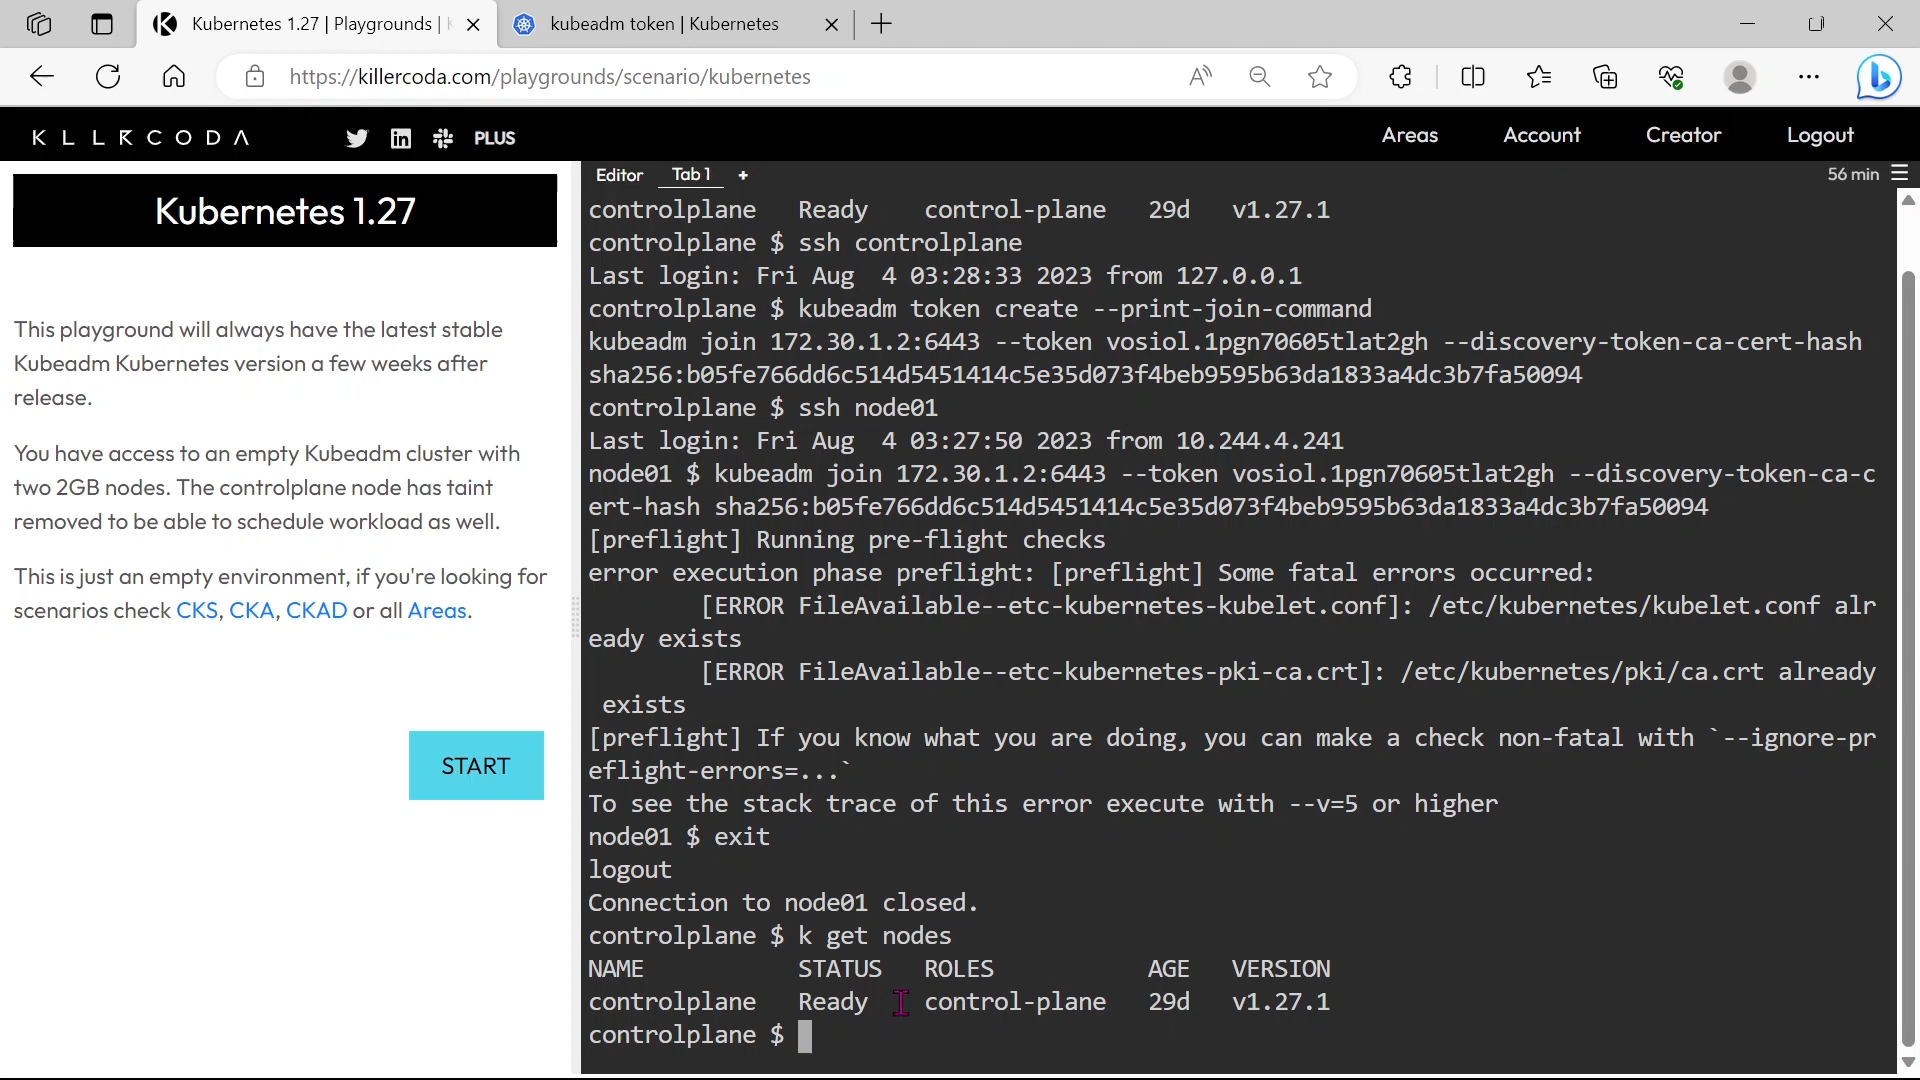 Kubernetes 1.27 | Playgrounds | K
kubeadm token | Kubernetes
https://killercoda.com/playgrounds/scenario/kubernetes
KLLRCODA
PLUS
Areas
Account
Creator
Logout
Kubernetes 1.27
This playground will always have the latest stable
Kubeadm Kubernetes version a few weeks after
release.
You have access to an empty Kubeadm cluster with
two 2GB nodes. The controlplane node has taint
removed to be able to schedule workload as well.
This is just an empty environment, if you're looking for
scenarios check CKS, CKA, CKAD or all Areas.
START
Editor
Tab 1
+
56 min
controlplane   Ready    control-plane   29d   v1.27.1
controlplane $ ssh controlplane
Last login: Fri Aug  4 03:28:33 2023 from 127.0.0.1
controlplane $ kubeadm token create --print-join-command
kubeadm join 172.30.1.2:6443 --token vosiol.1pgn70605tlat2gh --discovery-token-ca-cert-hash
sha256:b05fe766dd6c514d5451414c5e35d073f4beb9595b63da1833a4dc3b7fa50094
controlplane $ ssh node01
Last login: Fri Aug  4 03:27:50 2023 from 10.244.4.241
node01 $ kubeadm join 172.30.1.2:6443 --token vosiol.1pgn70605tlat2gh --discovery-token-ca-c
ert-hash sha256:b05fe766dd6c514d5451414c5e35d073f4beb9595b63da1833a4dc3b7fa50094
[preflight] Running pre-flight checks
error execution phase preflight: [preflight] Some fatal errors occurred:
        [ERROR FileAvailable--etc-kubernetes-kubelet.conf]: /etc/kubernetes/kubelet.conf alr
eady exists
        [ERROR FileAvailable--etc-kubernetes-pki-ca.crt]: /etc/kubernetes/pki/ca.crt already
 exists
[preflight] If you know what you are doing, you can make a check non-fatal with `--ignore-pr
eflight-errors=...`
To see the stack trace of this error execute with --v=5 or higher
node01 $ exit
logout
Connection to node01 closed.
controlplane $ k get nodes
NAME           STATUS   ROLES           AGE   VERSION
controlplane   Ready    control-plane   29d   v1.27.1
controlplane $